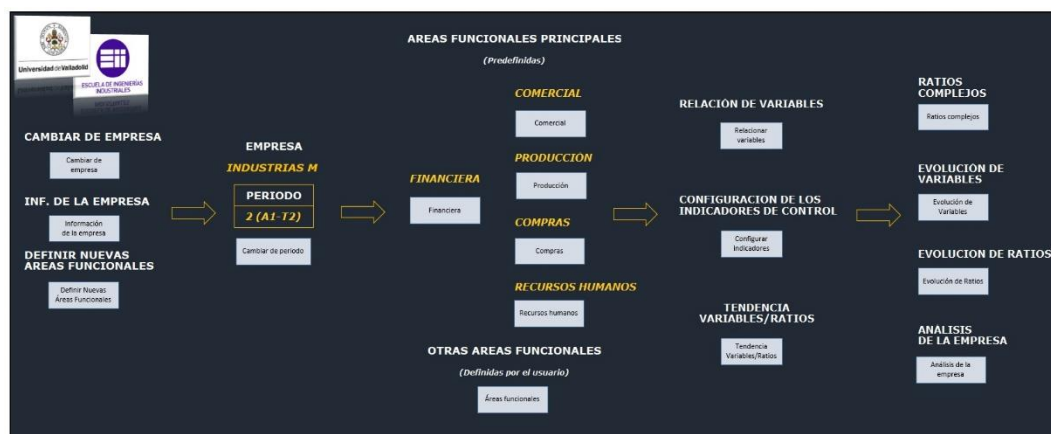 Universidad de Valladolid
ESCUELA DE INGENIERÍAS
INDUSTRIALES
CAMBIAR DE EMPRESA
Cambiar de
empresa
INF. DE LA EMPRESA
Información
de la empresa
DEFINIR NUEVAS
AREAS FUNCIONALES
Definir Nuevas
Áreas Funcionales
EMPRESA
INDUSTRIAS M
PERIODO
2 (A1-T2)
Cambiar de periodo
AREAS FUNCIONALES PRINCIPALES
(Predefinidas)
FINANCIERA
Financiera
COMERCIAL
Comercial
PRODUCCIÓN
Producción
COMPRAS
Compras
RECURSOS HUMANOS
Recursos humanos
OTRAS AREAS FUNCIONALES
(Definidas por el usuario)
Áreas funcionales
RELACIÓN DE VARIABLES
Relacionar
variables
CONFIGURACION DE LOS
INDICADORES DE CONTROL
Configurar
Indicadores
TENDENCIA
VARIABLES/RATIOS
Tendencia
Variables/Ratios
RATIOS
COMPLEJOS
Ratios complejos
EVOLUCIÓN DE
VARIABLES
Evolución de
Variables
EVOLUCION DE RATIOS
Evolución de Ratios
ANÁLISIS
DE LA EMPRESA
Análisis de la
empresa